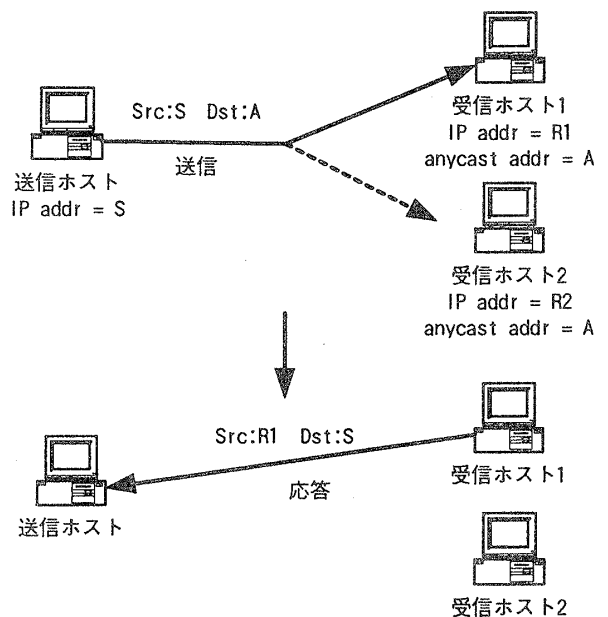 Src:S Dst:A
送信
送信ホスト
IP addr = S
受信ホスト1
IP addr = R1
anycast addr = A
受信ホスト2
IP addr = R2
anycast addr = A
Src:R1 Dst:S
応答
送信ホスト
受信ホスト1
受信ホスト2